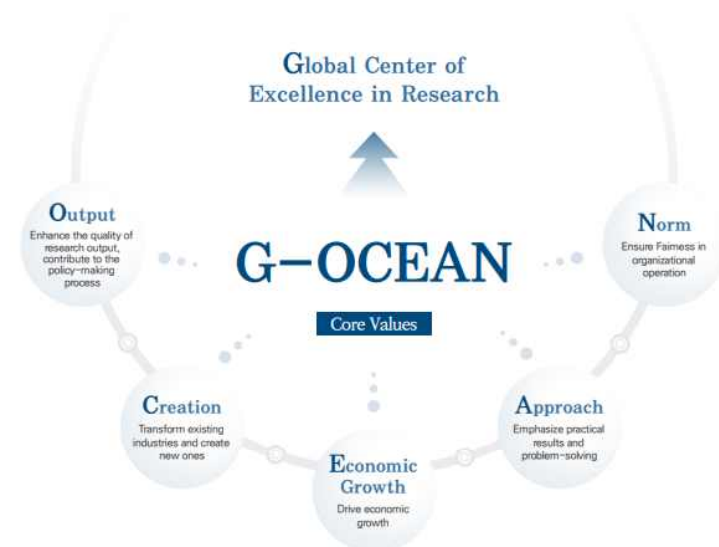 Global Center of
Excellence in Research
G-OCEAN
Core Values
Output
Enhance the quality of
research output,
contribute to the
policy-making
process
Creation
Transform existing
industries and create
new ones
Economic
Growth
Drive economic
growth
Approach
Emphasize practical
results and
problem-solving
Norm
Ensure Fairness in
organizational
operation